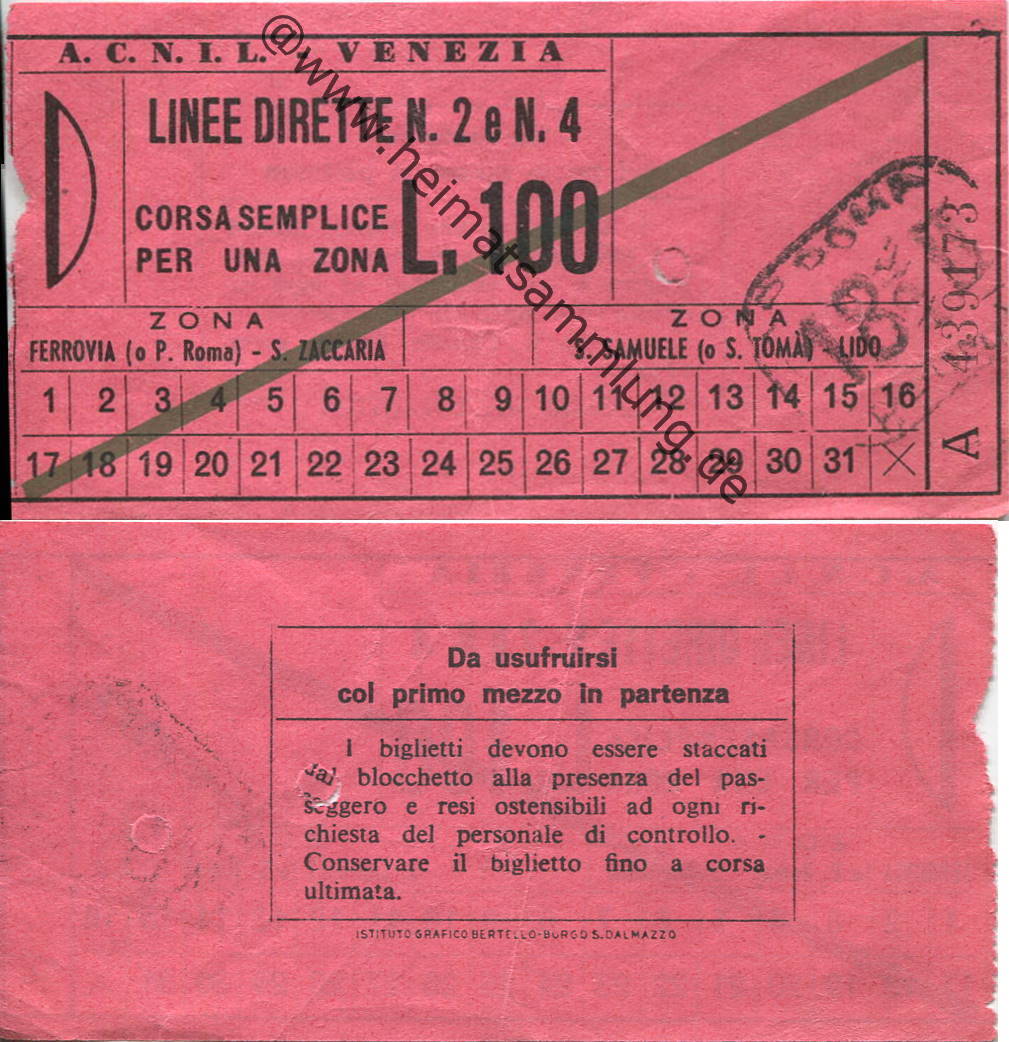 A. C. N. I. L. - VENEZIA
D
LINEE DIRETTE N. 2 e N. 4
CORSA SEMPLICE
PER UNA ZONA
L. 100
ZONA
FERROVIA (o P. Roma) - S. ZACCARIA
ZONA
S. SAMUELE (o S. TOMÀ) - LIDO
1 2 3 4 5 6 7 8 9 10 11 12 13 14 15 16
17 18 19 20 21 22 23 24 25 26 27 28 29 30 31
A 439173
@www.heimatsammlung.de
Da usufruirsi
col primo mezzo in partenza
I biglietti devono essere staccati
dal blocchetto alla presenza del pas-
seggero e resi ostensibili ad ogni ri-
chiesta del personale di controllo. -
Conservare il biglietto fino a corsa
ultimata.
ISTITUTO GRAFICO BERTELLO-BORGO S. DALMAZZO